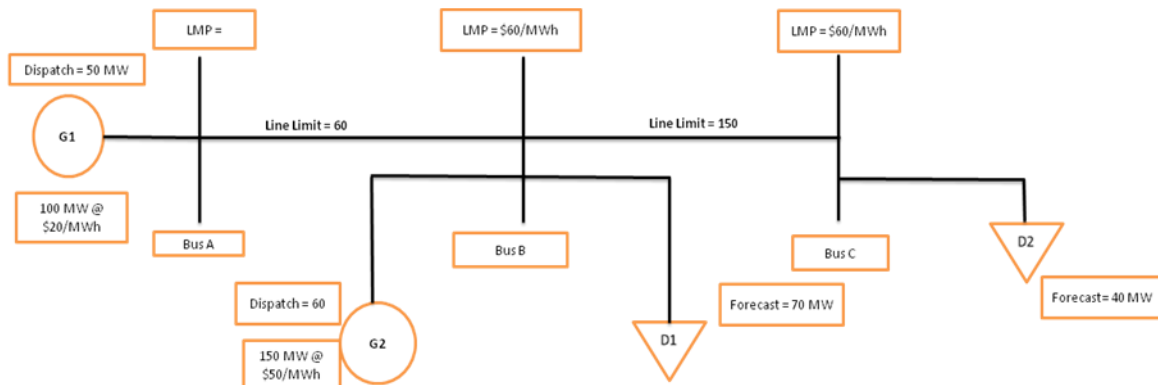 LMP =
LMP = $60/MWh
LMP = $60/MWh
Dispatch = 50 MW
G1
Line Limit = 60
Line Limit = 150
100 MW @
$20/MWh
Bus A
Bus B
Bus C
D2
Dispatch = 60
Forecast = 70 MW
Forecast= 40 MW
G2
D1
150 MW @
$50/MWh